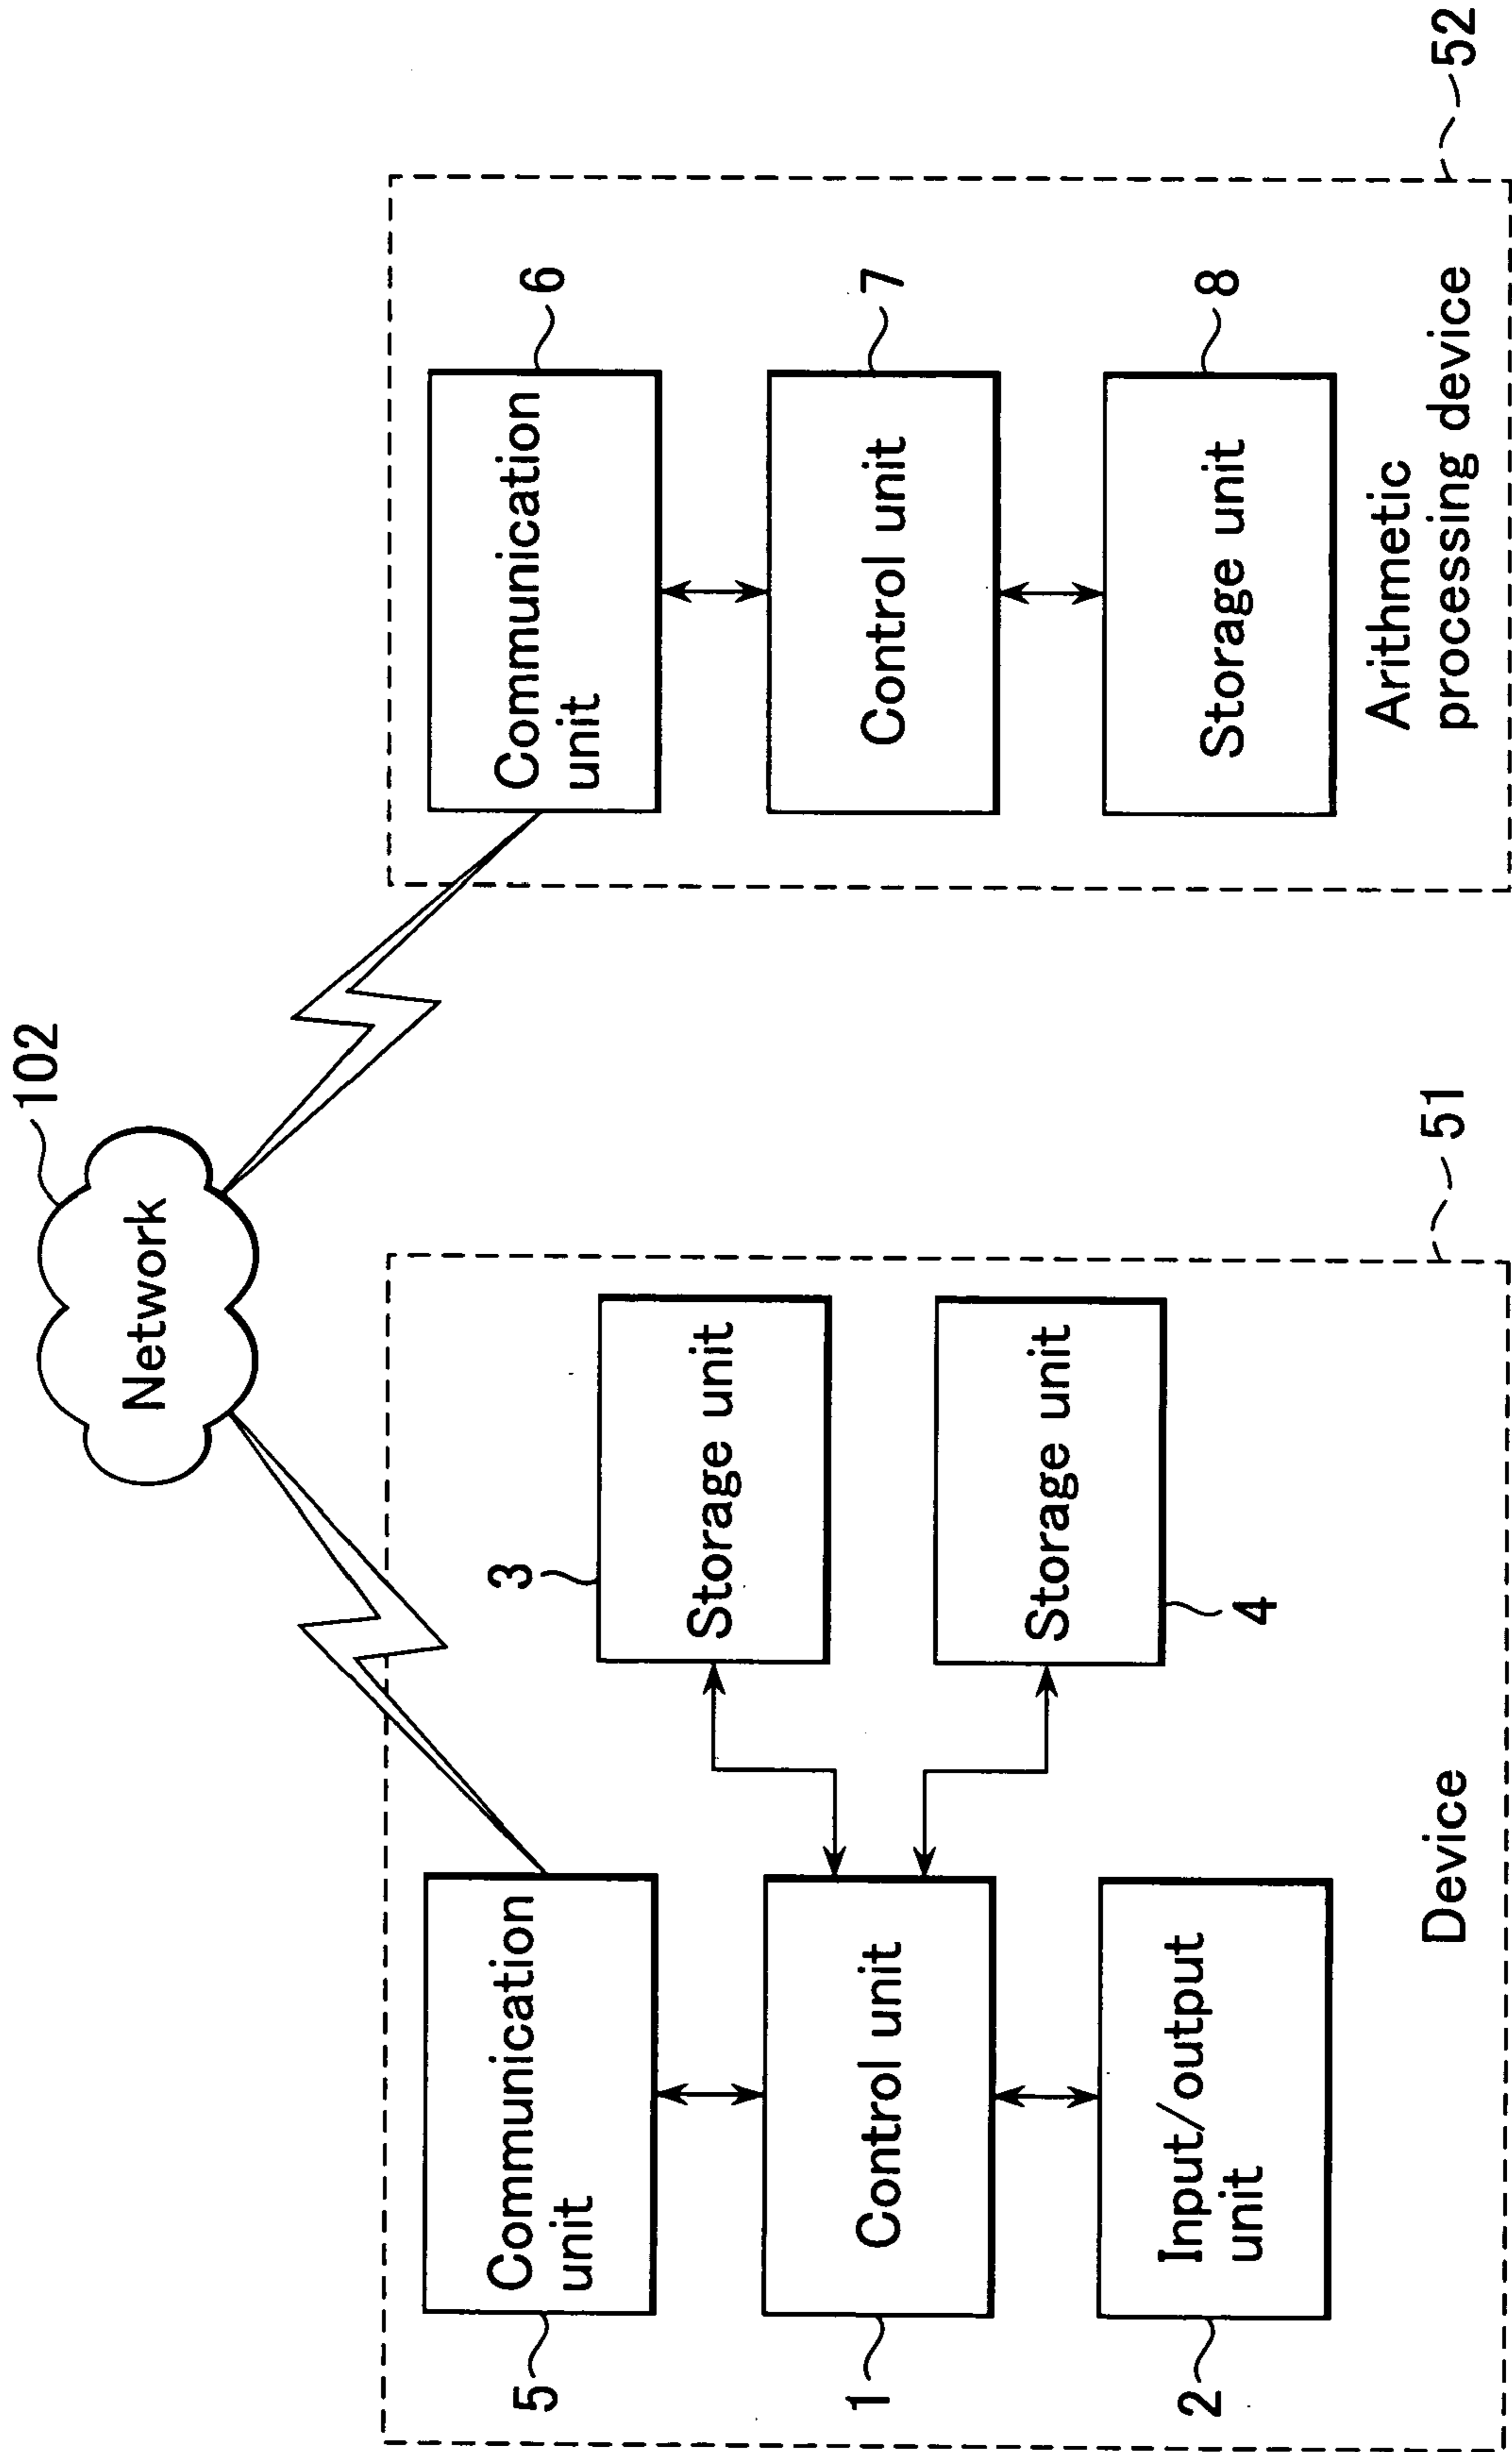 102
Network
5
Communication
unit
3
Storage unit
1
Control unit
4
Storage unit
2
Input/output
unit
Device
51
6
Communication
unit
7
Control unit
8
Storage unit
Arithmetic
processing device
52